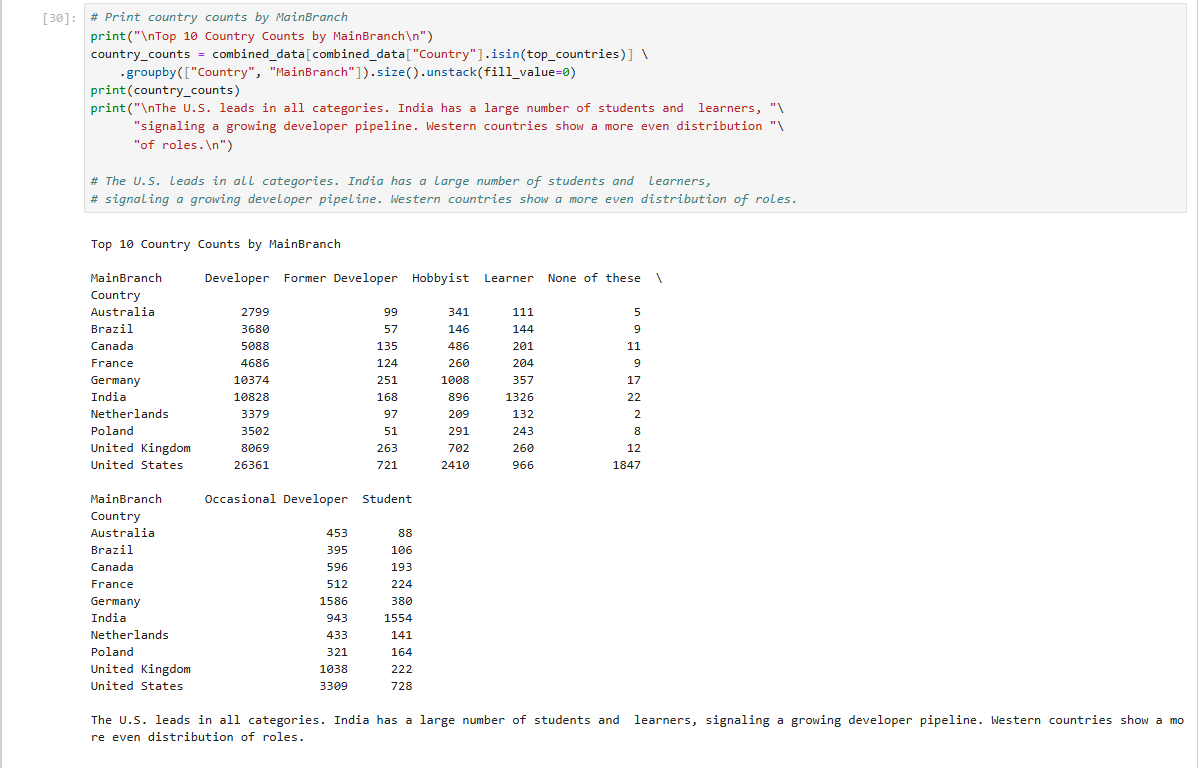 [30]: # Print country counts by MainBranch
print("\nTop 10 Country Counts by MainBranch\n")
country_counts = combined_data[combined_data["Country"].isin(top_countries)] \
    .groupby(["Country", "MainBranch"]).size().unstack(fill_value=0)
print(country_counts)
print("\nThe U.S. leads in all categories. India has a large number of students and  learners, "\
      "signaling a growing developer pipeline. Western countries show a more even distribution "\
      "of roles.\n")
# The U.S. leads in all categories. India has a large number of students and  learners,
# signaling a growing developer pipeline. Western countries show a more even distribution of roles.
Top 10 Country Counts by MainBranch
MainBranch      Developer  Former Developer  Hobbyist  Learner  None of these  \
Country
Australia            2799                99       341      111              5
Brazil               3680                57       146      144              9
Canada               5088               135       486      201             11
France               4686               124       260      204              9
Germany             10374               251      1008      357             17
India               10828               168       896     1326             22
Netherlands          3379                97       209      132              2
Poland               3502                51       291      243              8
United Kingdom       8069               263       702      260             12
United States       26361               721      2410      966           1847
MainBranch      Occasional Developer  Student
Country
Australia                        453       88
Brazil                           395      106
Canada                           596      193
France                           512      224
Germany                         1586      380
India                            943     1554
Netherlands                      433      141
Poland                           321      164
United Kingdom                  1038      222
United States                   3309      728
The U.S. leads in all categories. India has a large number of students and  learners, signaling a growing developer pipeline. Western countries show a mo
re even distribution of roles.